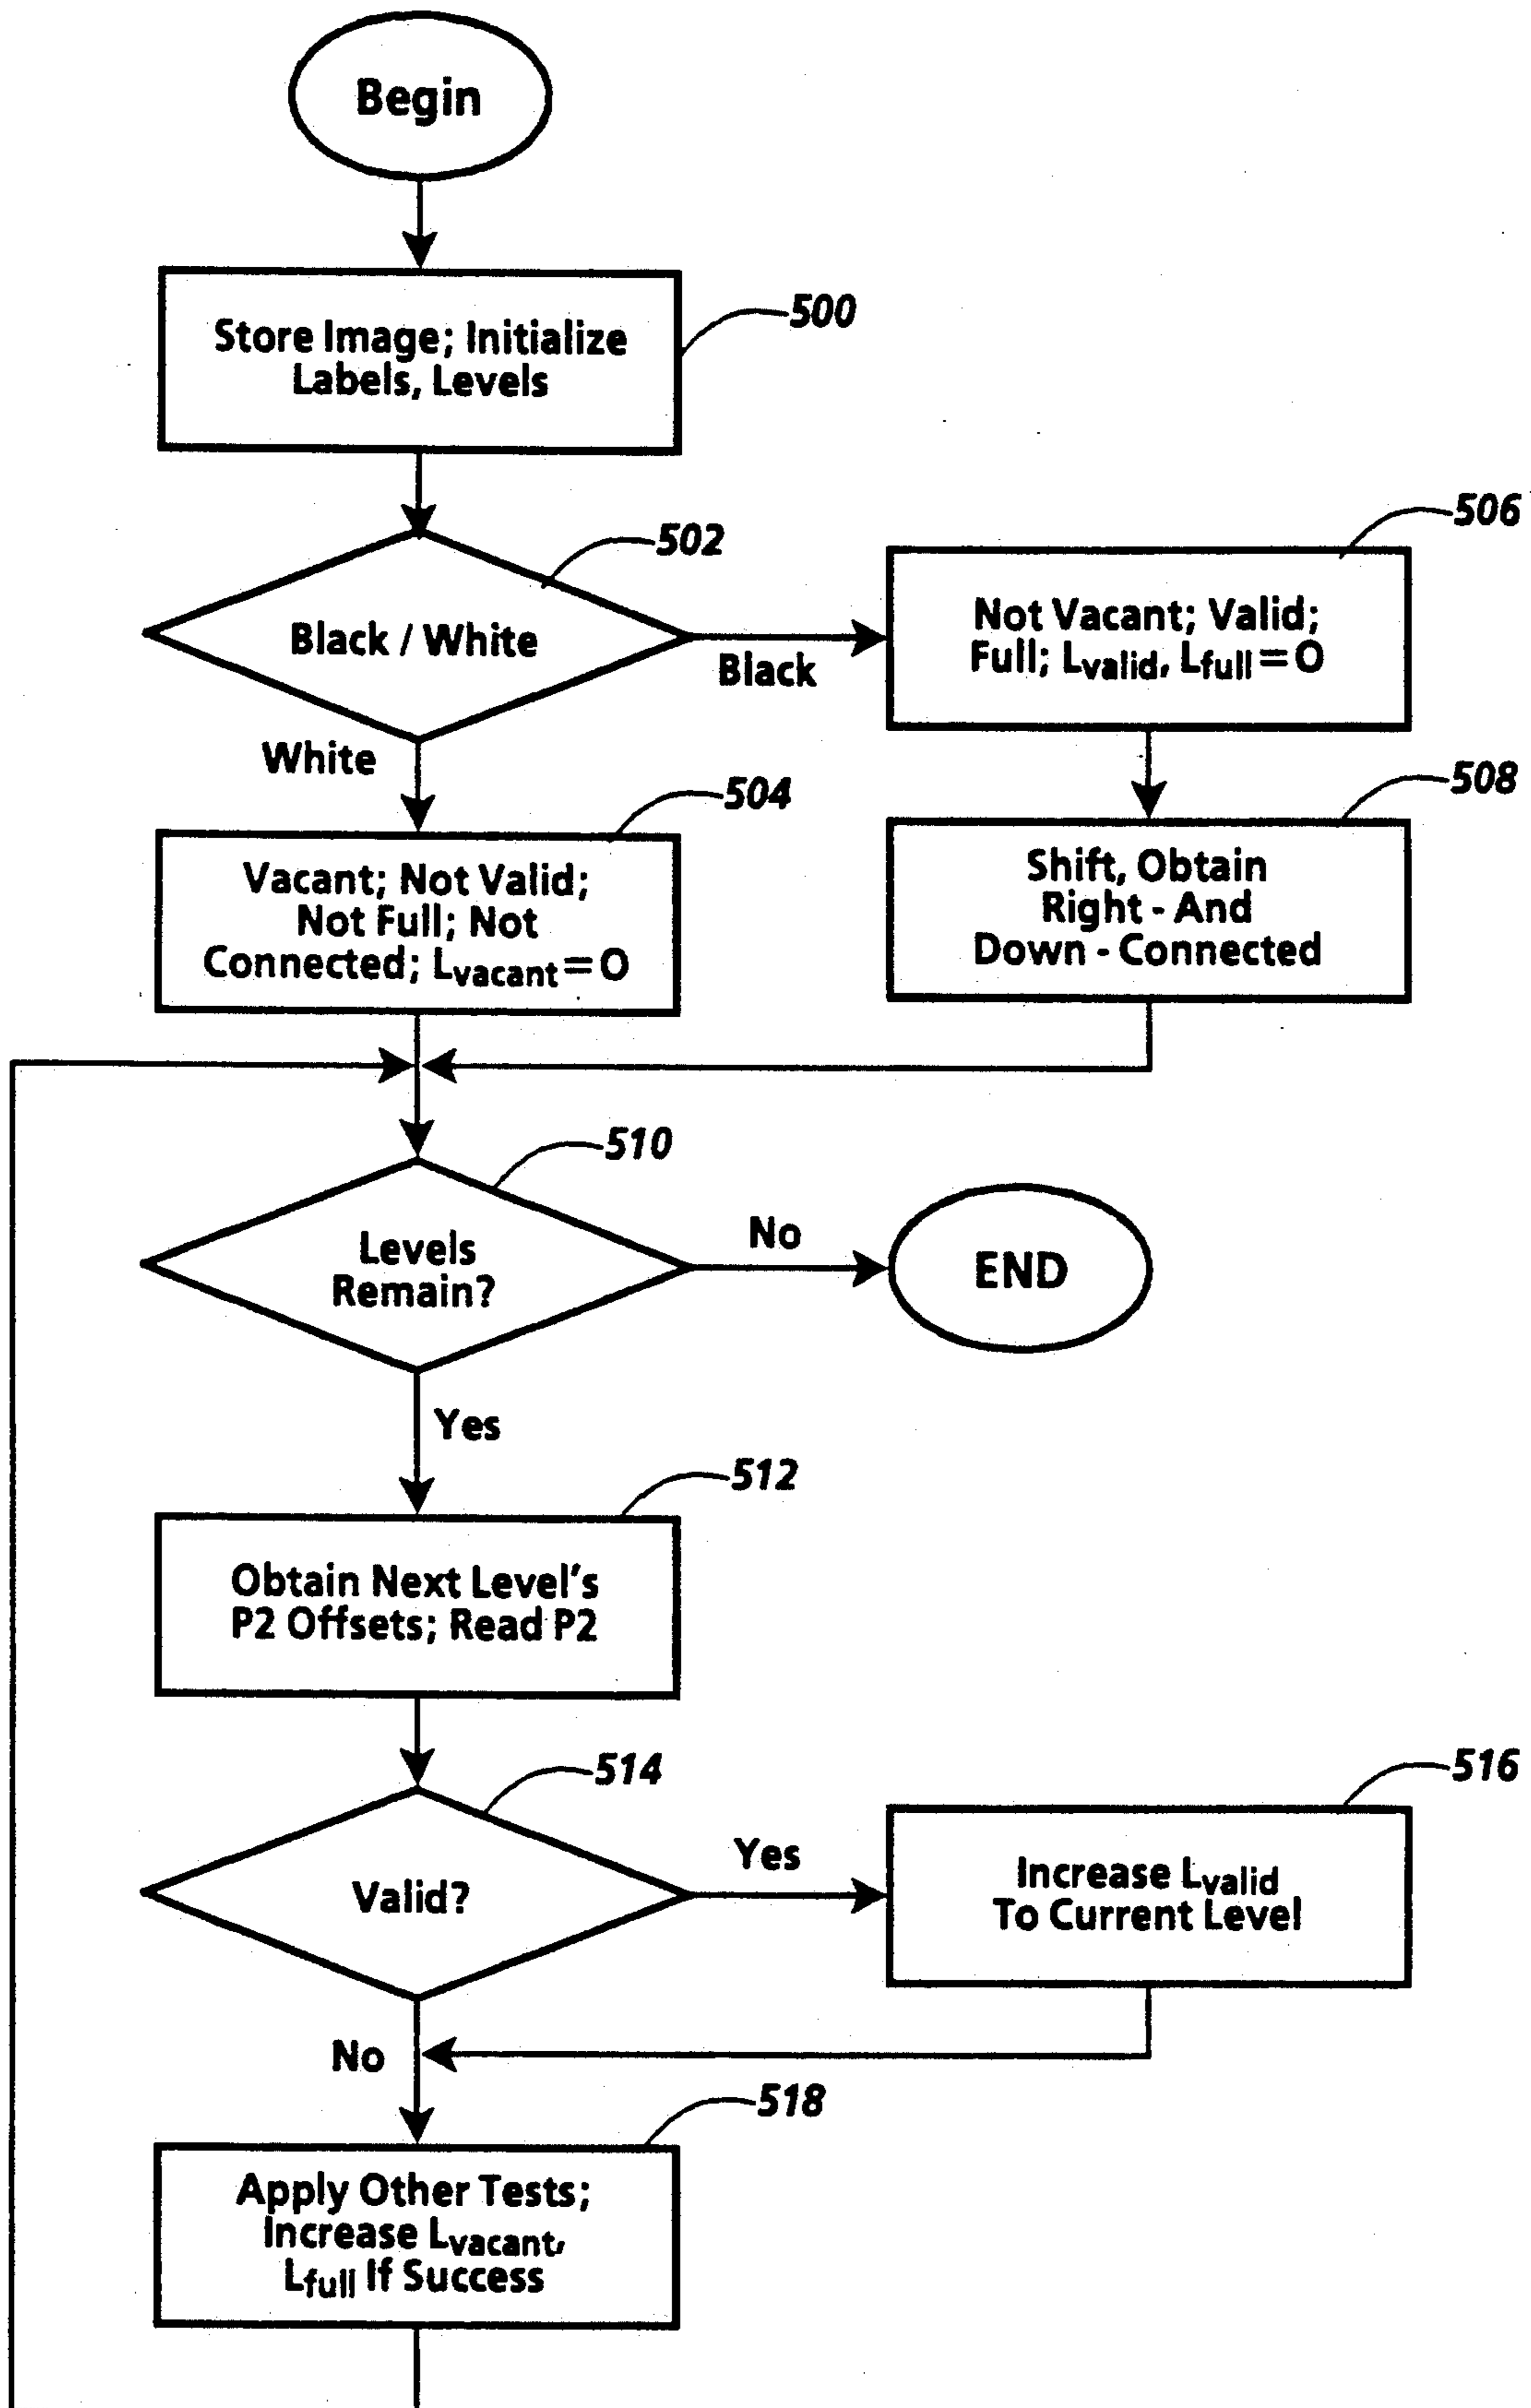 Begin
Store Image; Initialize
Labels, Levels
500
Black / White
502
Black
White
Not Vacant; Valid;
Full; Lvalid, Lfull = O
506
Vacant; Not Valid;
Not Full; Not
Connected; Lvacant = O
504
Shift, Obtain
Right - And
Down - Connected
508
Levels
Remain?
510
No
END
Yes
Obtain Next Level's
P2 Offsets; Read P2
512
Valid?
514
Yes
Increase Lvalid
To Current Level
516
No
Apply Other Tests;
Increase Lvacant,
Lfull If Success
518